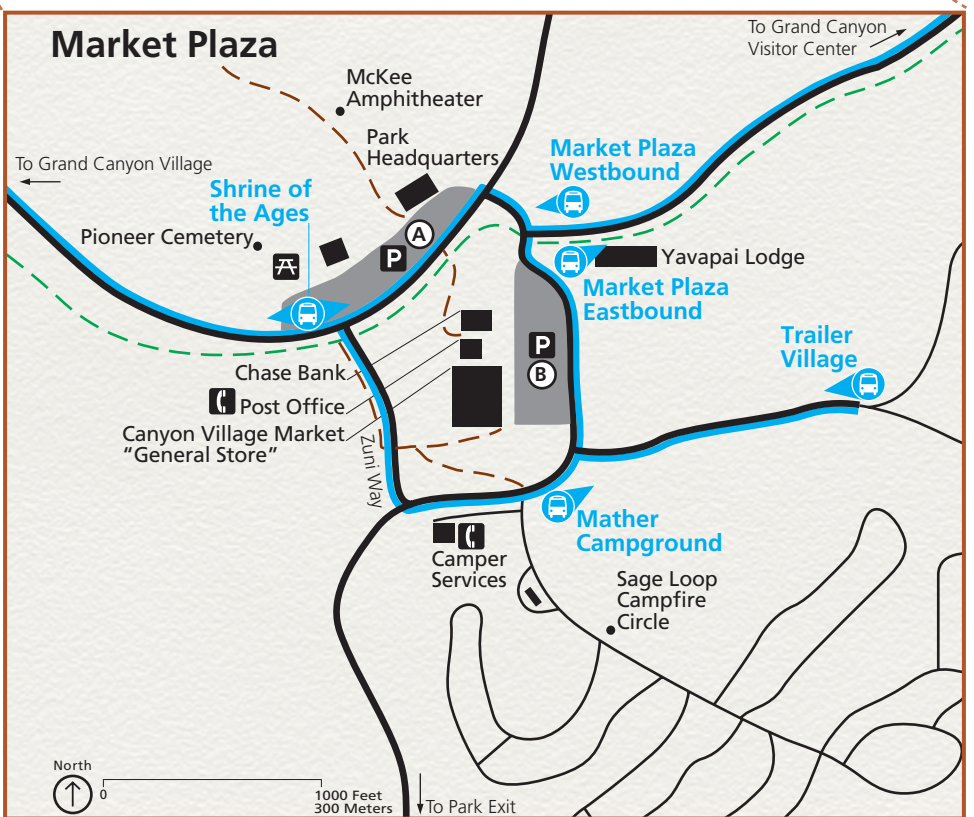 Market Plaza
To Grand Canyon
Visitor Center
McKee
Amphitheater
Park
Headquarters
To Grand Canyon Village
Market Plaza
Westbound
Shrine of
the Ages
Pioneer Cemetery
A
P
Yavapai Lodge
Market Plaza
Eastbound
Trailer
Village
P
B
Chase Bank
Post Office
Canyon Village Market
"General Store"
Zuni Way
Mather
Campground
Camper
Services
Sage Loop
Campfire
Circle
North
0
1000 Feet
300 Meters
To Park Exit